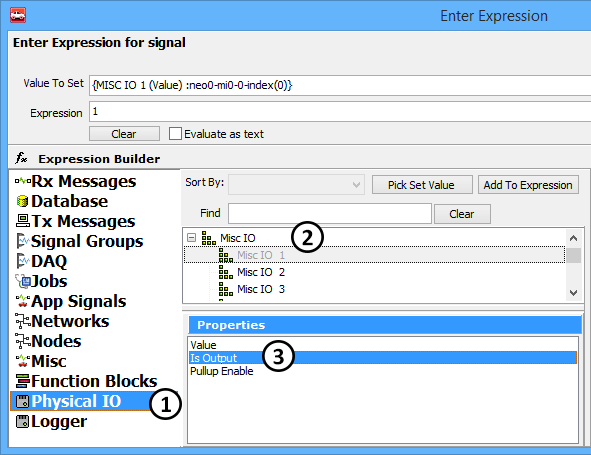 Enter Expression
Enter Expression for signal
Value To Set {MISC IO 1 (Value) :neo0-mi0-0-index(0)}
Expression 1
Clear Evaluate as text
fx Expression Builder
Rx Messages
Database
Tx Messages
Signal Groups
DAQ
Jobs
App Signals
Networks
Nodes
Misc
Function Blocks
Physical IO 1
Logger
Sort By: Pick Set Value Add To Expression
Find Clear
Misc IO 2
Misc IO 1
Misc IO 2
Misc IO 3
Properties
Value
Is Output 3
Pullup Enable